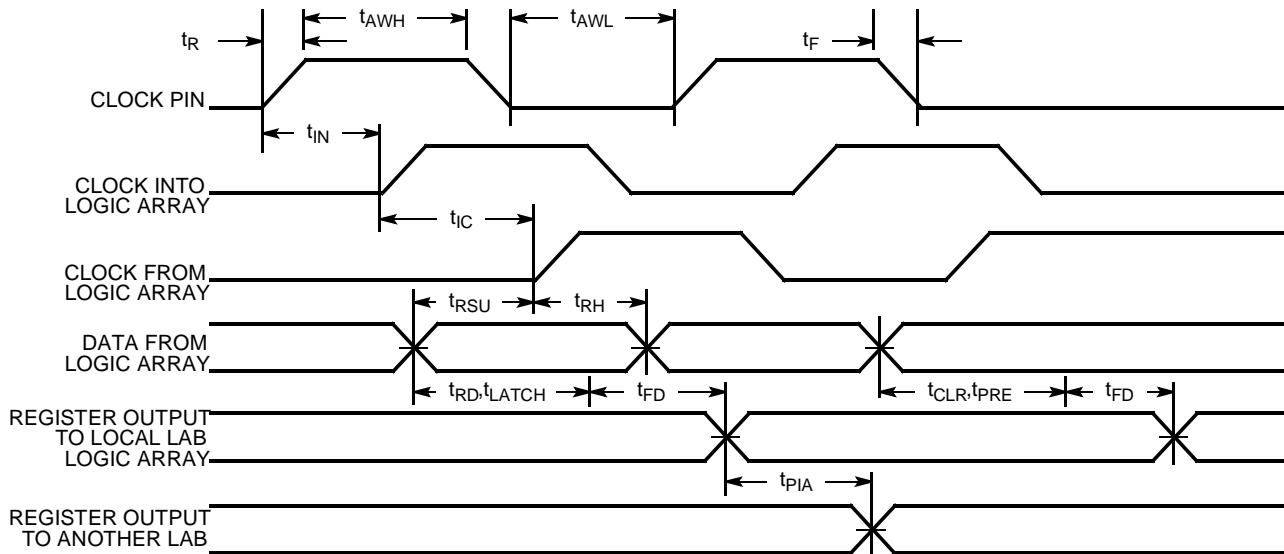 tR
tAWH
tAWL
tF
CLOCK PIN
tIN
CLOCK INTO
LOGIC ARRAY
tIC
CLOCK FROM
LOGIC ARRAY
tRSU
tRH
DATA FROM
LOGIC ARRAY
tRD,tLATCH
tFD
tCLR,tPRE
tFD
REGISTER OUTPUT
TO LOCAL LAB
LOGIC ARRAY
tPIA
REGISTER OUTPUT
TO ANOTHER LAB